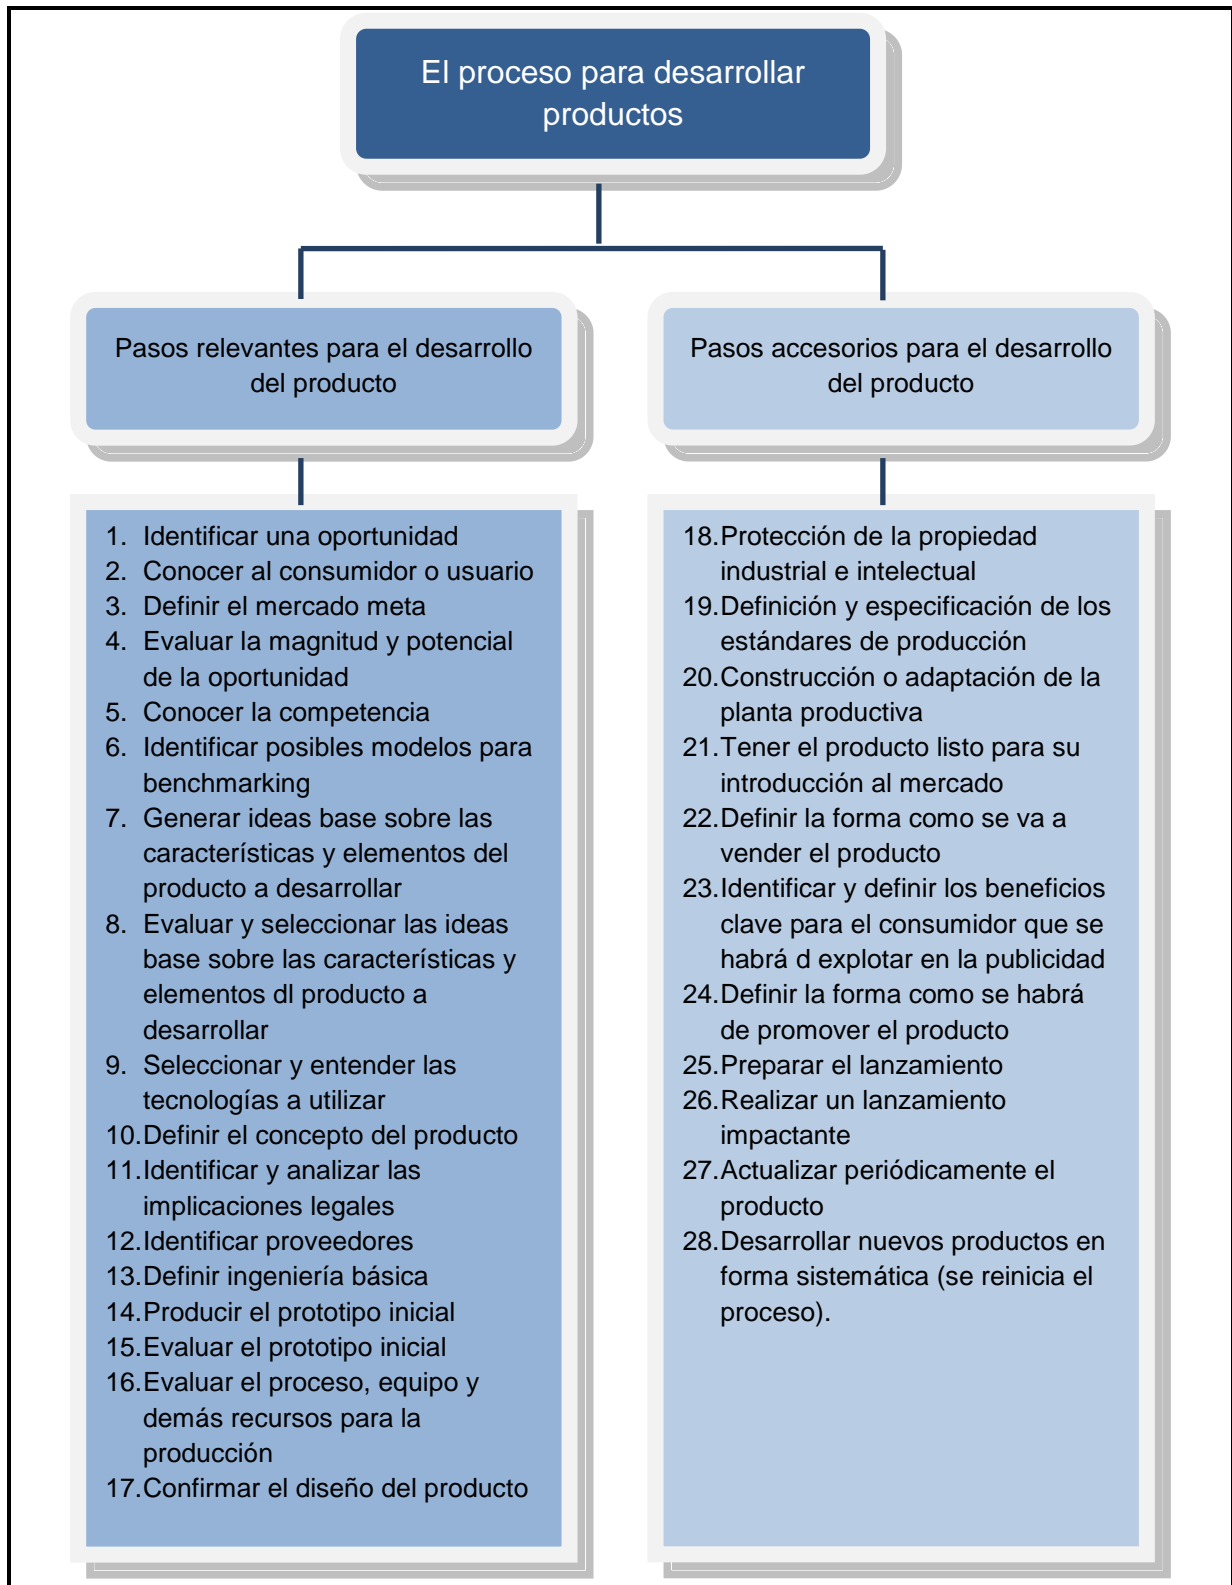 El proceso para desarrollar
productos
Pasos relevantes para el desarrollo
del producto
Pasos accesorios para el desarrollo
del producto
1. Identificar una oportunidad
2. Conocer al consumidor o usuario
3. Definir el mercado meta
4. Evaluar la magnitud y potencial
de la oportunidad
5. Conocer la competencia
6. Identificar posibles modelos para
benchmarking
7. Generar ideas base sobre las
características y elementos del
producto a desarrollar
8. Evaluar y seleccionar las ideas
base sobre las características y
elementos dl producto a
desarrollar
9. Seleccionar y entender las
tecnologías a utilizar
10.Definir el concepto del producto
11.Identificar y analizar las
implicaciones legales
12.Identificar proveedores
13.Definir ingeniería básica
14.Producir el prototipo inicial
15.Evaluar el prototipo inicial
16.Evaluar el proceso, equipo y
demás recursos para la
producción
17.Confirmar el diseño del producto
18.Protección de la propiedad
industrial e intelectual
19.Definición y especificación de los
estándares de producción
20.Construcción o adaptación de la
planta productiva
21.Tener el producto listo para su
introducción al mercado
22.Definir la forma como se va a
vender el producto
23.Identificar y definir los beneficios
clave para el consumidor que se
habrá d explotar en la publicidad
24.Definir la forma como se habrá
de promover el producto
25.Preparar el lanzamiento
26.Realizar un lanzamiento
impactante
27.Actualizar periódicamente el
producto
28.Desarrollar nuevos productos en
forma sistemática (se reinicia el
proceso).